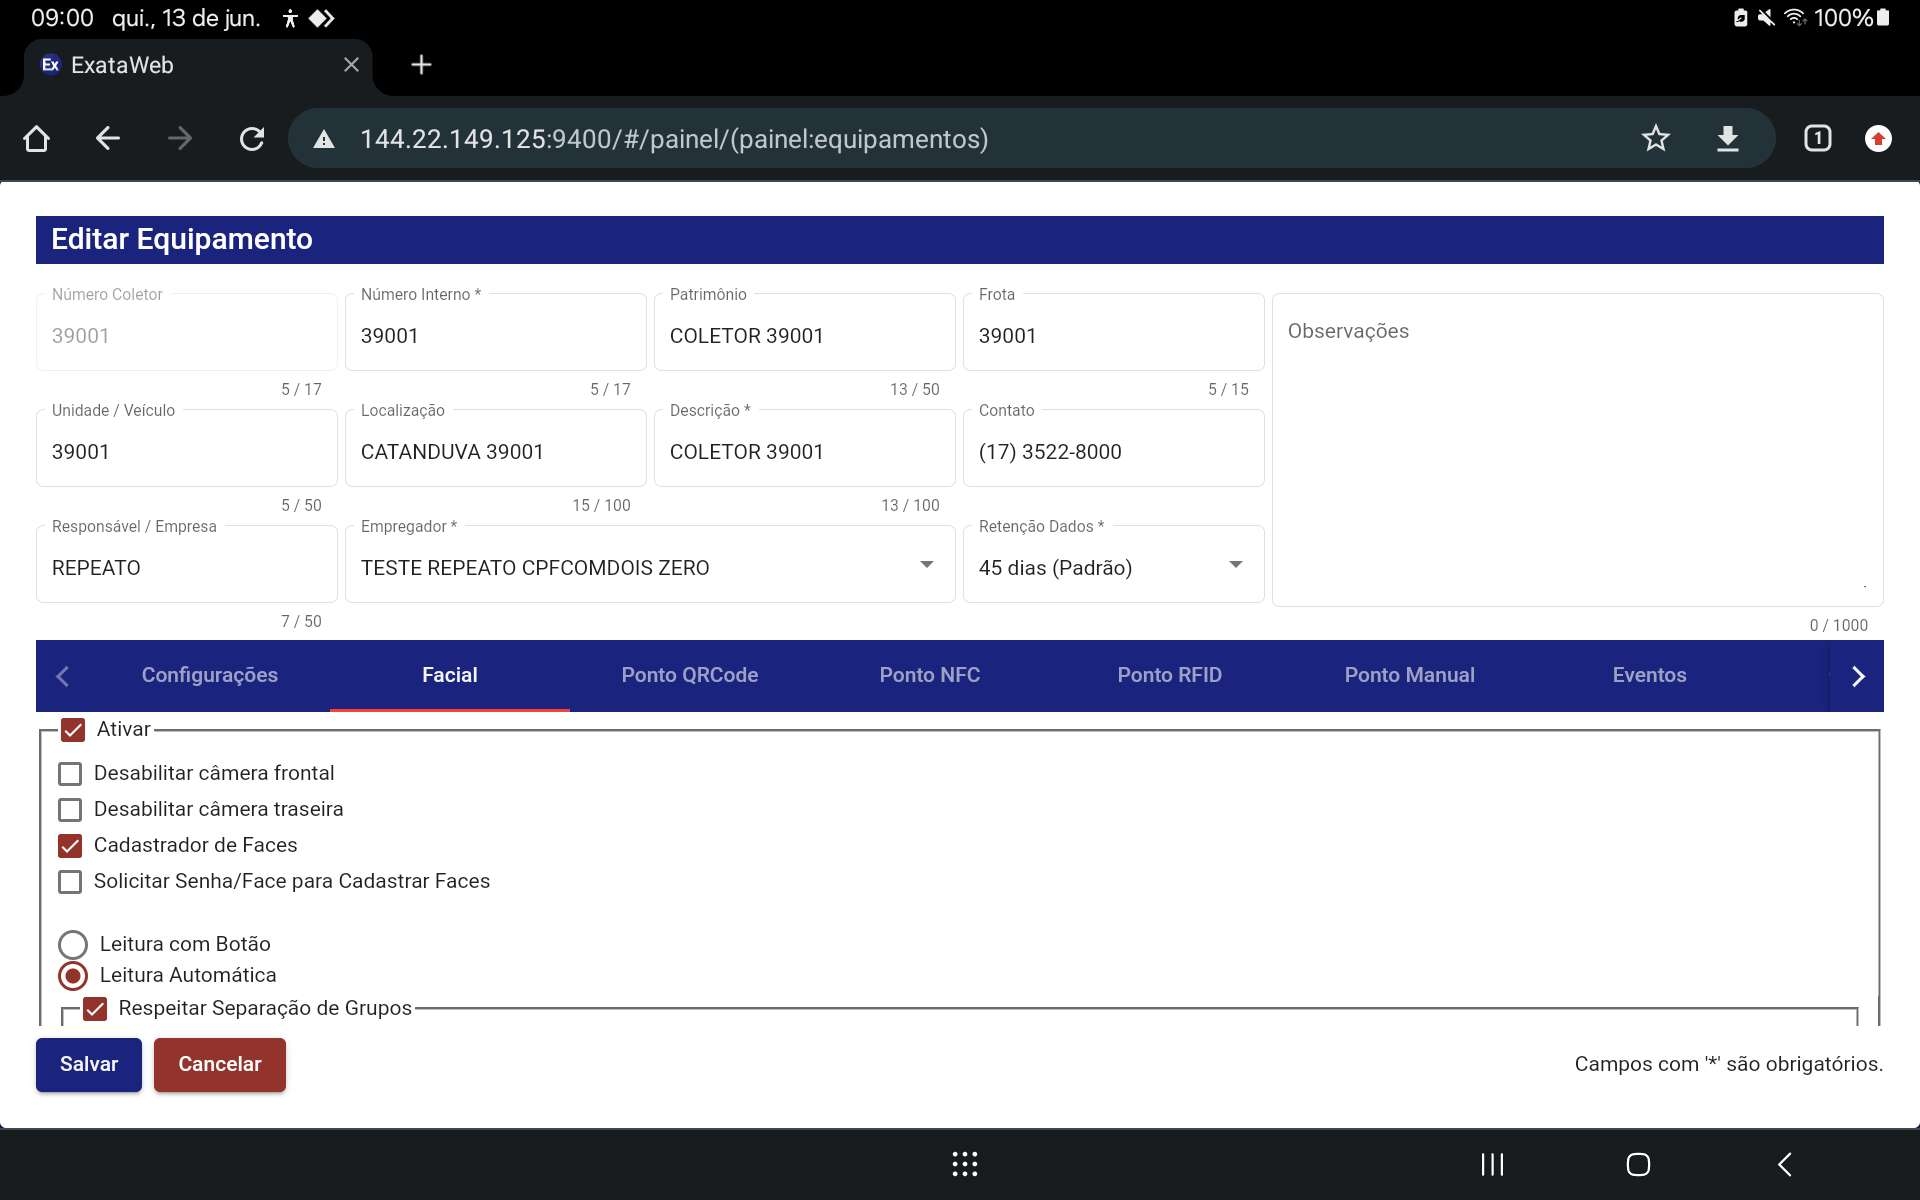 09:00 qui., 13 de jun. 100%
Ex ExataWeb
144.22.149.125:9400/#/painel/(painel:equipamentos) 1
Editar Equipamento
Número Coletor Número Interno * Patrimônio Frota
39001 39001 COLETOR 39001 39001 Observações
5 / 17 5 / 17 13 / 50 5 / 15
Unidade / Veículo Localização Descrição * Contato
39001 CATANDUVA 39001 COLETOR 39001 (17) 3522-8000
5 / 50 15 / 100 13 / 100
Responsável / Empresa Empregador * Retenção Dados *
REPEATO TESTE REPEATO CPFCOMDOIS ZERO 45 dias (Padrão)
7 / 50 0 / 1000
Configurações Facial Ponto QRCode Ponto NFC Ponto RFID Ponto Manual Eventos
Ativar
Desabilitar câmera frontal
Desabilitar câmera traseira
Cadastrador de Faces
Solicitar Senha/Face para Cadastrar Faces
Leitura com Botão
Leitura Automática
Respeitar Separação de Grupos
Salvar Cancelar Campos com '*' são obrigatórios.